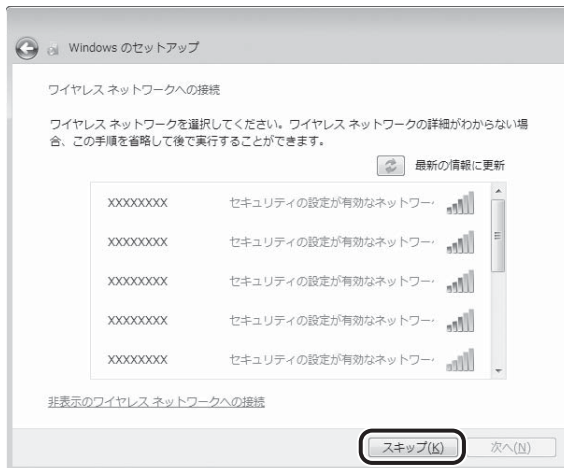 Windows のセットアップ
ワイヤレス ネットワークへの接続
ワイヤレス ネットワークを選択してください。ワイヤレス ネットワークの詳細がわからない場
合、この手順を省略して後で実行することができます。
最新の情報に更新
XXXXXXXX セキュリティの設定が有効なネットワー
XXXXXXXX セキュリティの設定が有効なネットワー
XXXXXXXX セキュリティの設定が有効なネットワー
XXXXXXXX セキュリティの設定が有効なネットワー
XXXXXXXX セキュリティの設定が有効なネットワー
非表示のワイヤレス ネットワークへの接続
スキップ(K) 次へ(N)